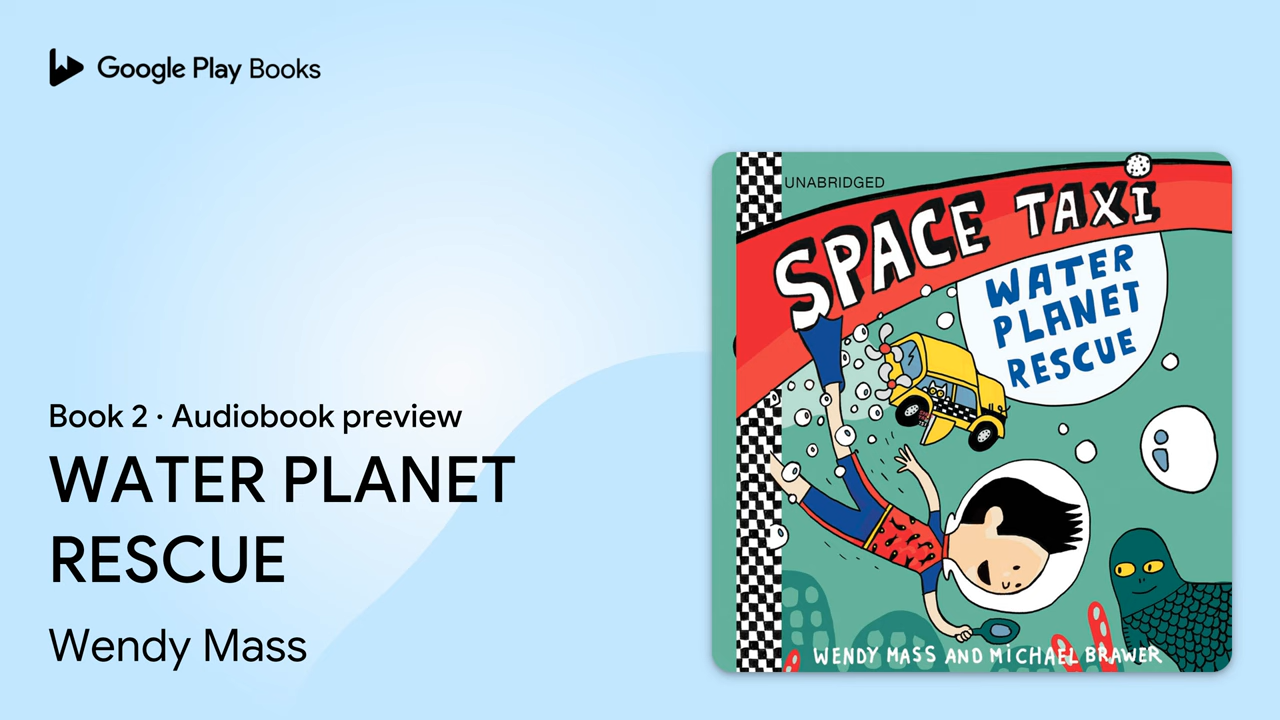 Google Play Books
Book 2 · Audiobook preview
WATER PLANET
RESCUE
Wendy Mass
UNABRIDGED
SPACE TAXI
WATER
PLANET
RESCUE
WENDY MASS AND MICHAEL BRAWER